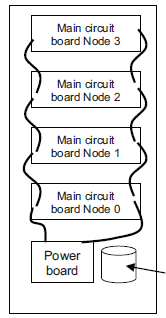 Main circuit
board Node 3
Main circuit
board Node 2
Main circuit
board Node 1
Main circuit
board Node 0
Power
board